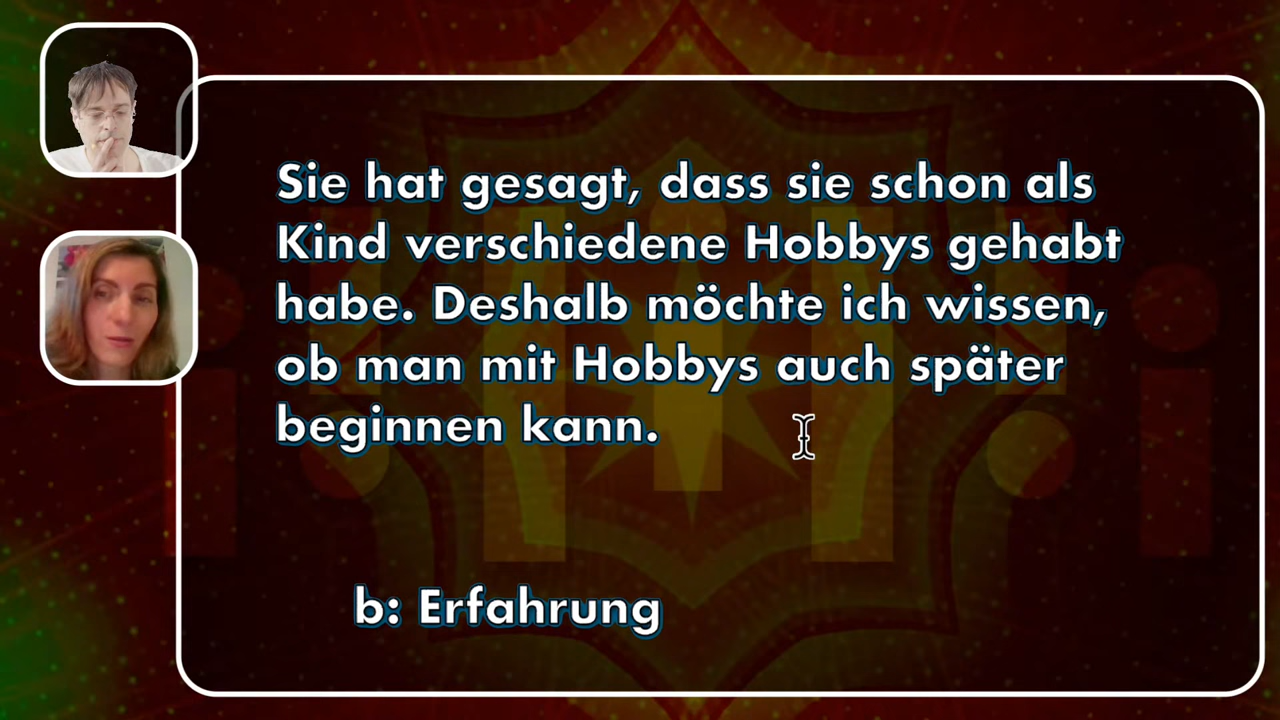 Sie hat gesagt, dass sie schon als
Kind verschiedene Hobbys gehabt
habe. Deshalb möchte ich wissen,
ob man mit Hobbys auch später
beginnen kann.
b: Erfahrung